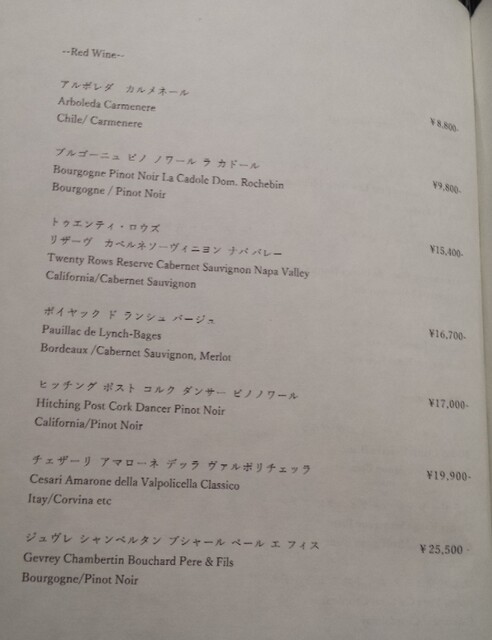 --Red Wine--
アルボレダ カルメネール
Arboleda Carmenere
Chile/ Carmenere
¥8,800-
ブルゴーニュ ピノ ノワール ラ カドール
Bourgogne Pinot Noir La Cadole Dom. Rochebin
Bourgogne / Pinot Noir
¥9,800-
トゥエンティ・ロウズ
リザーヴ カベルネソーヴィニヨン ナパ バレー
Twenty Rows Reserve Cabernet Sauvignon Napa Valley
California/Cabernet Sauvignon
¥15,400-
ポイヤック ド ランシュ バージュ
Pauillac de Lynch-Bages
Bordeaux /Cabernet Sauvignon, Merlot
¥16,700-
ヒッチング ポスト コルク ダンサー ピノノワール
Hitching Post Cork Dancer Pinot Noir
California/Pinot Noir
¥17,000-
チェザーリ アマローネ デッラ ヴァルポリチェッラ
Cesari Amarone della Valpolicella Classico
Itay/Corvina etc
¥19,900-
ジュヴレ シャンベルタン ブシャール ペール エ フィス
Gevrey Chambertin Bouchard Pere & Fils
Bourgogne/Pinot Noir
¥25,500-